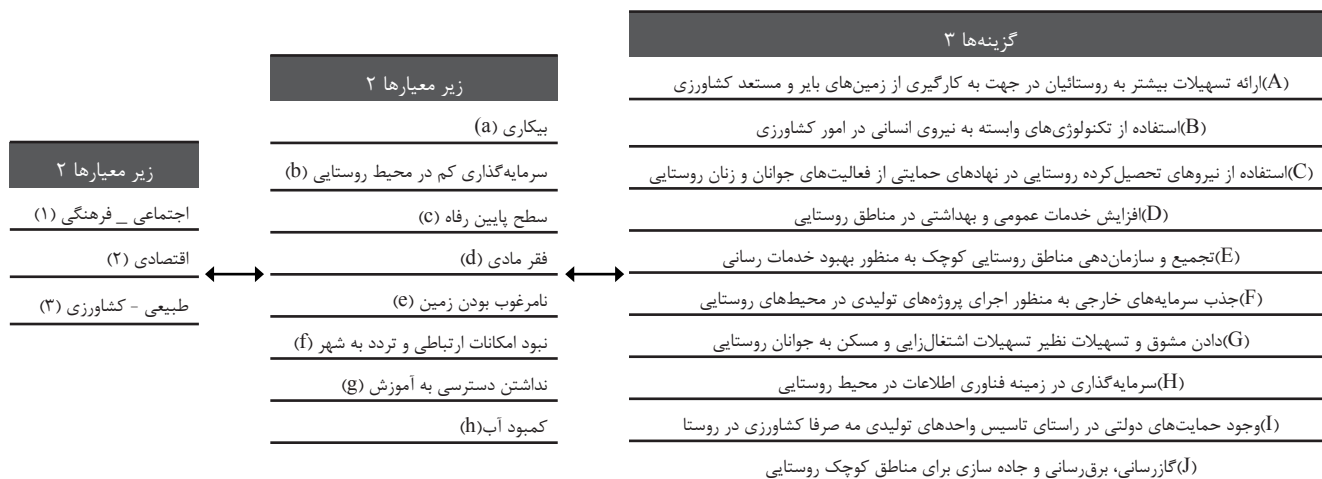 زیر معیارها ۲
اجتماعی _ فرهنگی (۱)
اقتصادی (۲)
طبیعی - کشاورزی (۳)
زیر معیارها ۲
بیکاری (a)
سرمایه‌گذاری کم در محیط روستایی (b)
سطح پایین رفاه (c)
فقر مادی (d)
نامرغوب بودن زمین (e)
نبود امکانات ارتباطی و تردد به شهر (f)
نداشتن دسترسی به آموزش (g)
کمبود آب(h)
گزینه‌ها ۳
(A)ارائه تسهیلات بیشتر به روستائیان در جهت به کارگیری از زمین‌های بایر و مستعد کشاورزی
(B)استفاده از تکنولوژی‌های وابسته به نیروی انسانی در امور کشاورزی
(C)استفاده از نیروهای تحصیل‌کرده روستایی در نهادهای حمایتی از فعالیت‌های جوانان و زنان روستایی
(D)افزایش خدمات عمومی و بهداشتی در مناطق روستایی
(E)تجمیع و سازمان‌دهی مناطق روستایی کوچک به منظور بهبود خدمات رسانی
(F)جذب سرمایه‌های خارجی به منظور اجرای پروژه‌های تولیدی در محیط‌های روستایی
(G)دادن مشوق و تسهیلات نظیر تسهیلات اشتغال‌زایی و مسکن به جوانان روستایی
(H)سرمایه‌گذاری در زمینه فناوری اطلاعات در محیط روستایی
(I)وجود حمایت‌های دولتی در راستای تاسیس واحدهای تولیدی مه صرفا کشاورزی در روستا
(J)گازرسانی، برق‌رسانی و جاده سازی برای مناطق کوچک روستایی